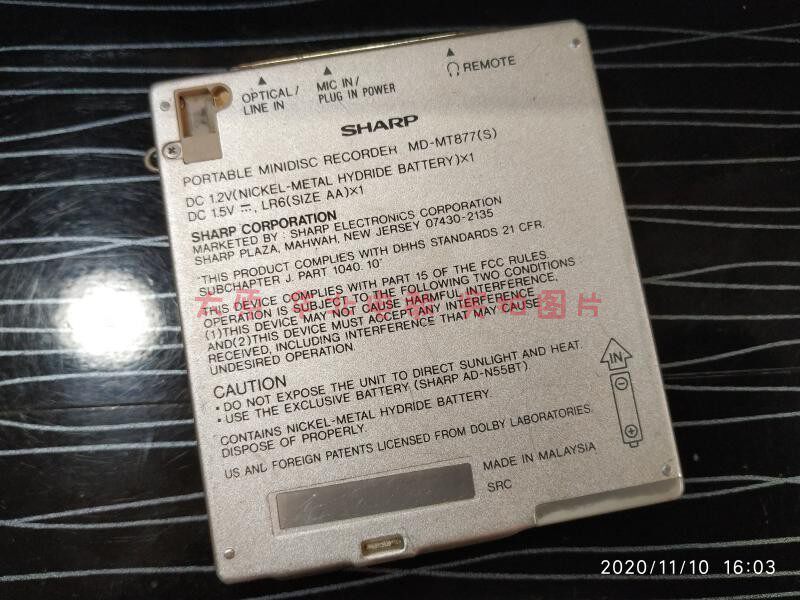 OPTICAL/
LINE IN
MIC IN/
PLUG IN POWER
REMOTE
SHARP
PORTABLE MINIDISC RECORDER MD-MT877(S)
DC 1.2V(NICKEL-METAL HYDRIDE BATTERY)X1
DC 1.5V ⎓, LR6(SIZE AA)X1
SHARP CORPORATION
MARKETED BY : SHARP ELECTRONICS CORPORATION
SHARP PLAZA, MAHWAH, NEW JERSEY 07430-2135
"THIS PRODUCT COMPLIES WITH DHHS STANDARDS 21 CFR.
SUBCHAPTER J. PART 1040. 10"
THIS DEVICE COMPLIES WITH PART 15 OF THE FCC RULES.
OPERATION IS SUBJECT TO THE FOLLOWING TWO CONDITIONS :
(1)THIS DEVICE MAY NOT CAUSE HARMFUL INTERFERENCE,
AND(2)THIS DEVICE MUST ACCEPT ANY INTERFERENCE
RECEIVED, INCLUDING INTERFERENCE THAT MAY CAUSE
UNDESIRED OPERATION.
CAUTION
• DO NOT EXPOSE THE UNIT TO DIRECT SUNLIGHT AND HEAT.
• USE THE EXCLUSIVE BATTERY (SHARP AD-N55BT).
IN
CONTAINS NICKEL-METAL HYDRIDE BATTERY.
DISPOSE OF PROPERLY.
US AND FOREIGN PATENTS LICENSED FROM DOLBY LABORATORIES.
MADE IN MALAYSIA
SRC
2020/11/10 16:03